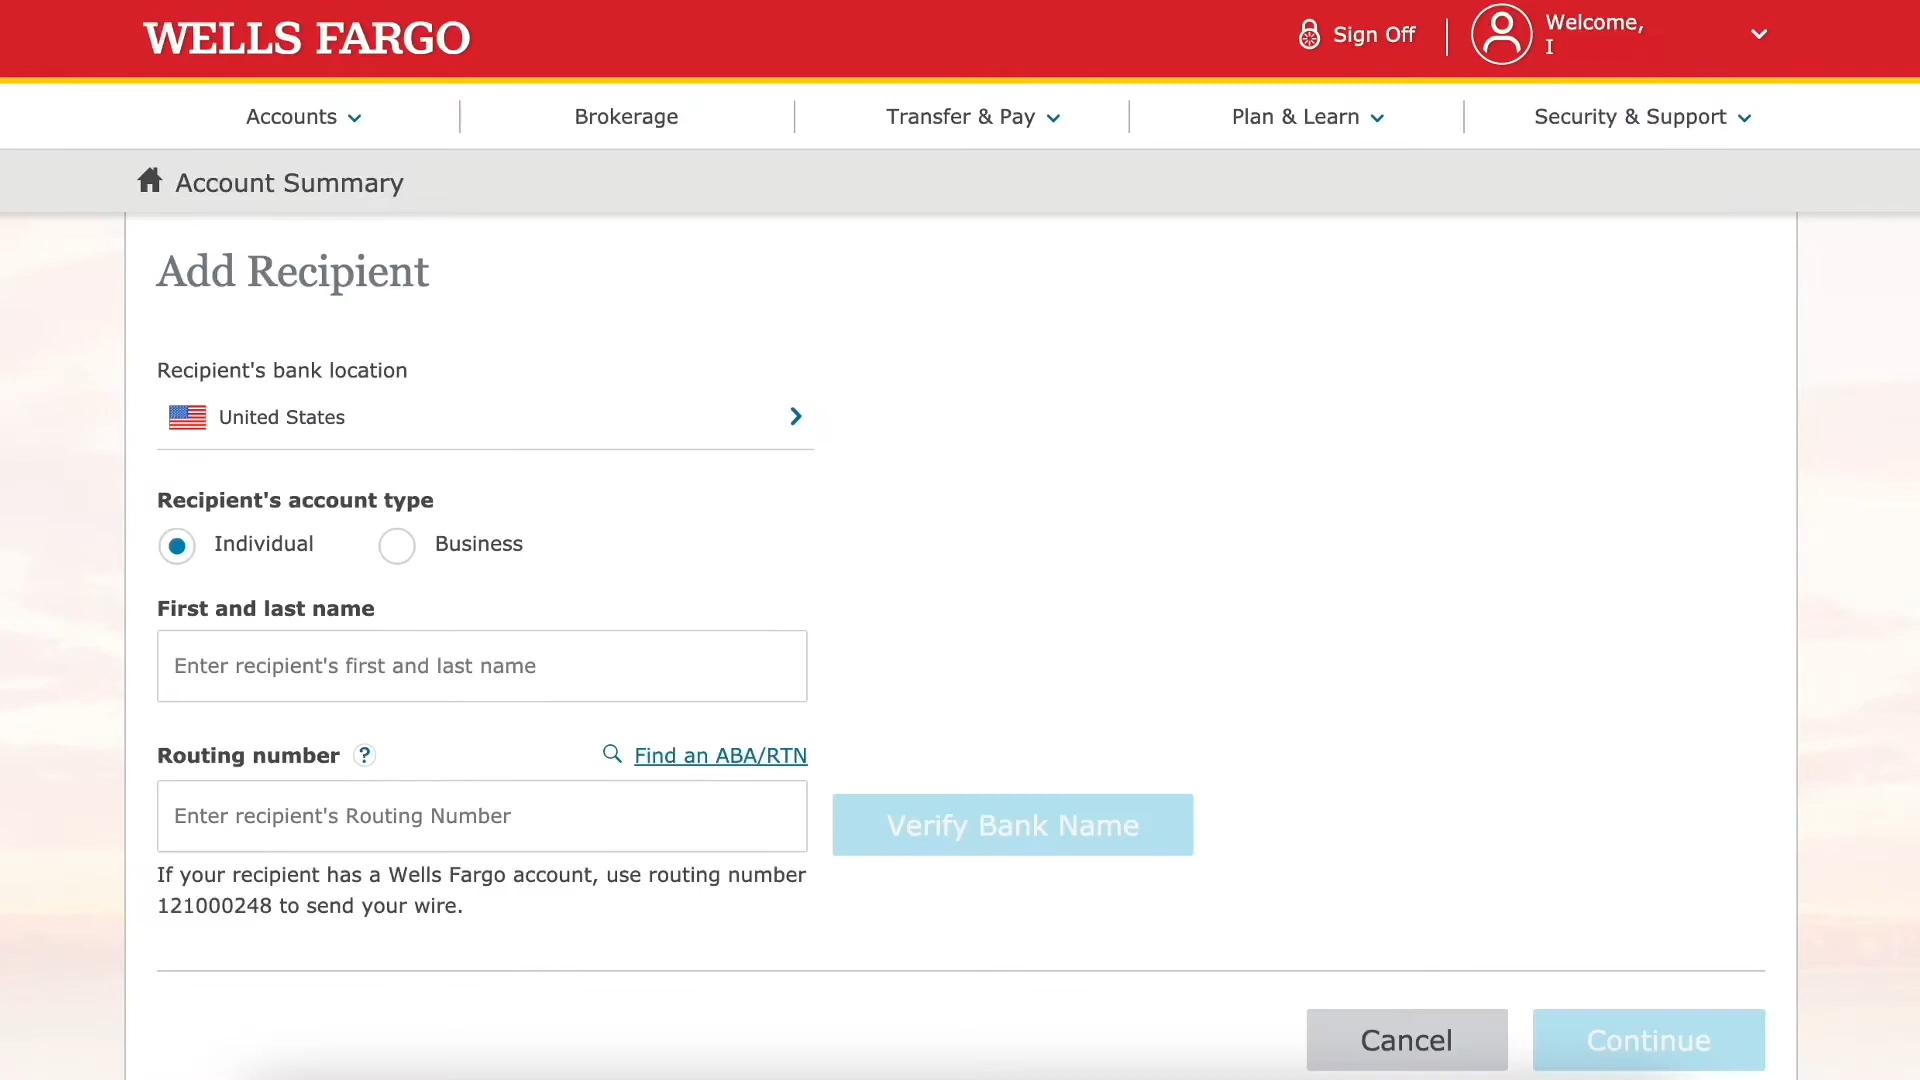 WELLS FARGO
Sign Off
Welcome,
I
Accounts
Brokerage
Transfer & Pay
Plan & Learn
Security & Support
Account Summary
Add Recipient
Recipient's bank location
United States
Recipient's account type
Individual
Business
First and last name
Enter recipient's first and last name
Routing number ?
Find an ABA/RTN
Enter recipient's Routing Number
Verify Bank Name
If your recipient has a Wells Fargo account, use routing number
121000248 to send your wire.
Cancel
Continue